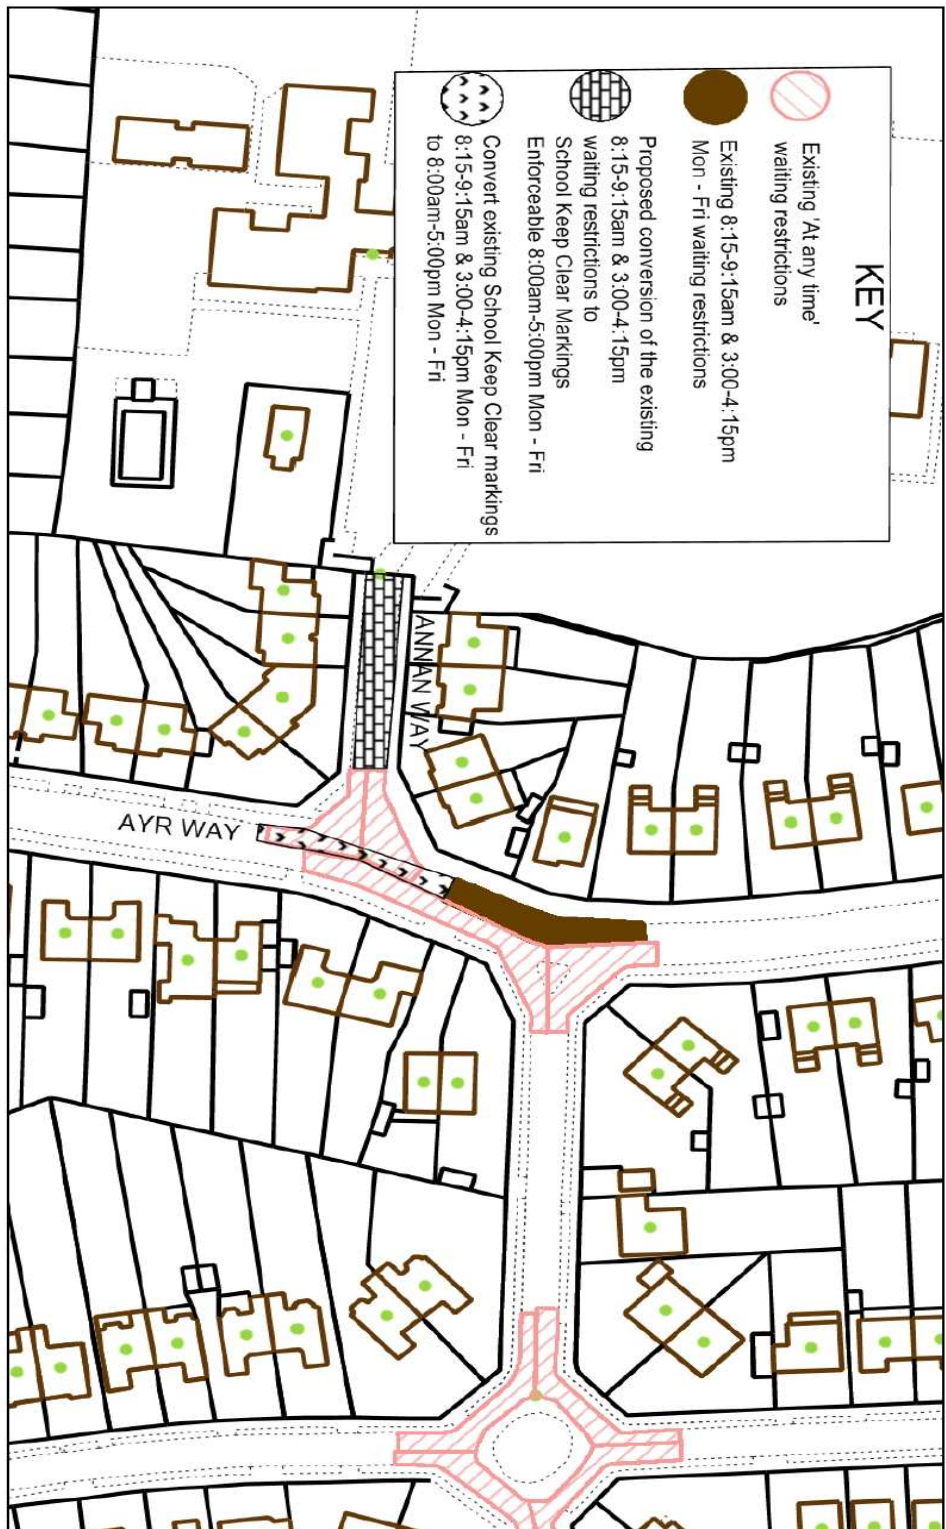 KEY
Existing 'At any time'
waiting restrictions
Existing 8:15-9:15am & 3:00-4:15pm
Mon - Fri waiting restrictions
Proposed conversion of the existing
8:15-9:15am & 3:00-4:15pm
waiting restrictions to
School Keep Clear Markings
Enforceable 8:00am-5:00pm Mon - Fri
Convert existing School Keep Clear markings
8:15-9:15am & 3:00-4:15pm Mon - Fri
to 8:00am-5:00pm Mon - Fri
ANNAN WAY
AYR WAY